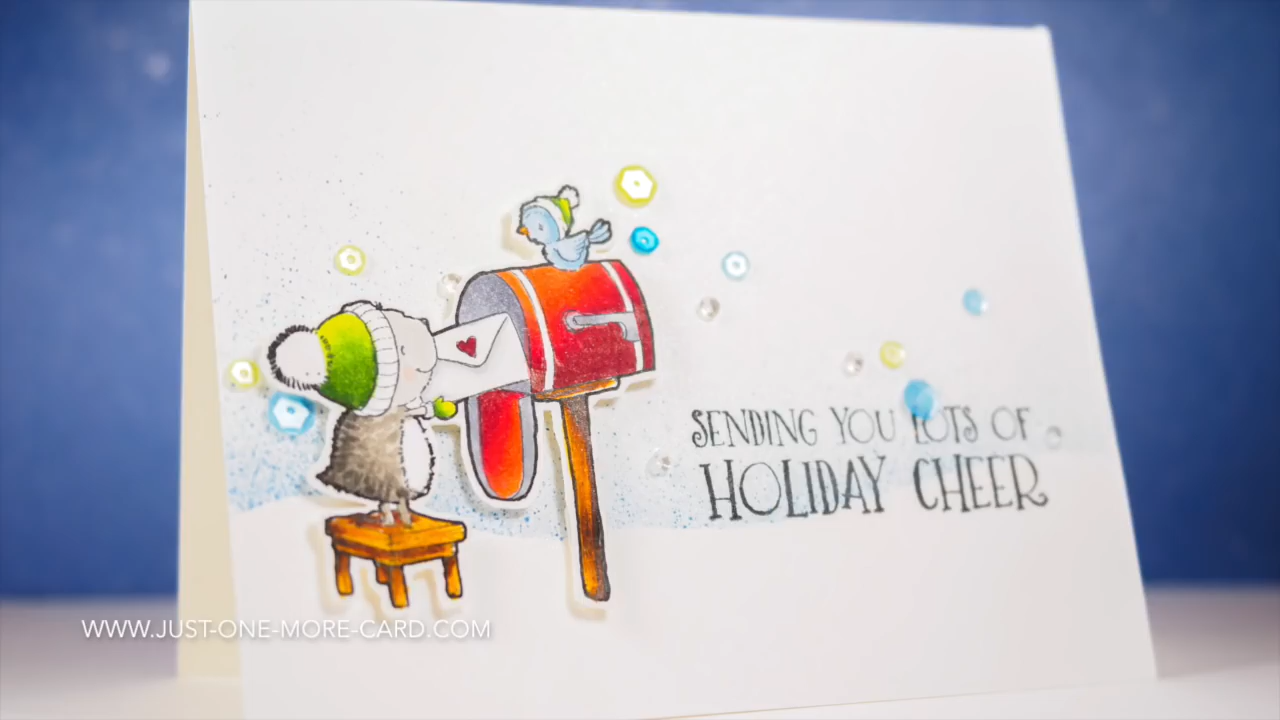 SENDING YOU LOTS OF
HOLIDAY CHEER
WWW.JUST-ONE-MORE-CARD.COM